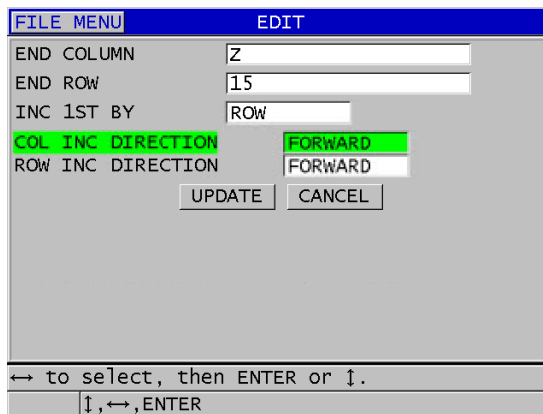 FILE MENU EDIT
END COLUMN Z
END ROW 15
INC 1ST BY ROW
COL INC DIRECTION FORWARD
ROW INC DIRECTION FORWARD
UPDATE CANCEL
↔ to select, then ENTER or ↕.
↕,↔,ENTER